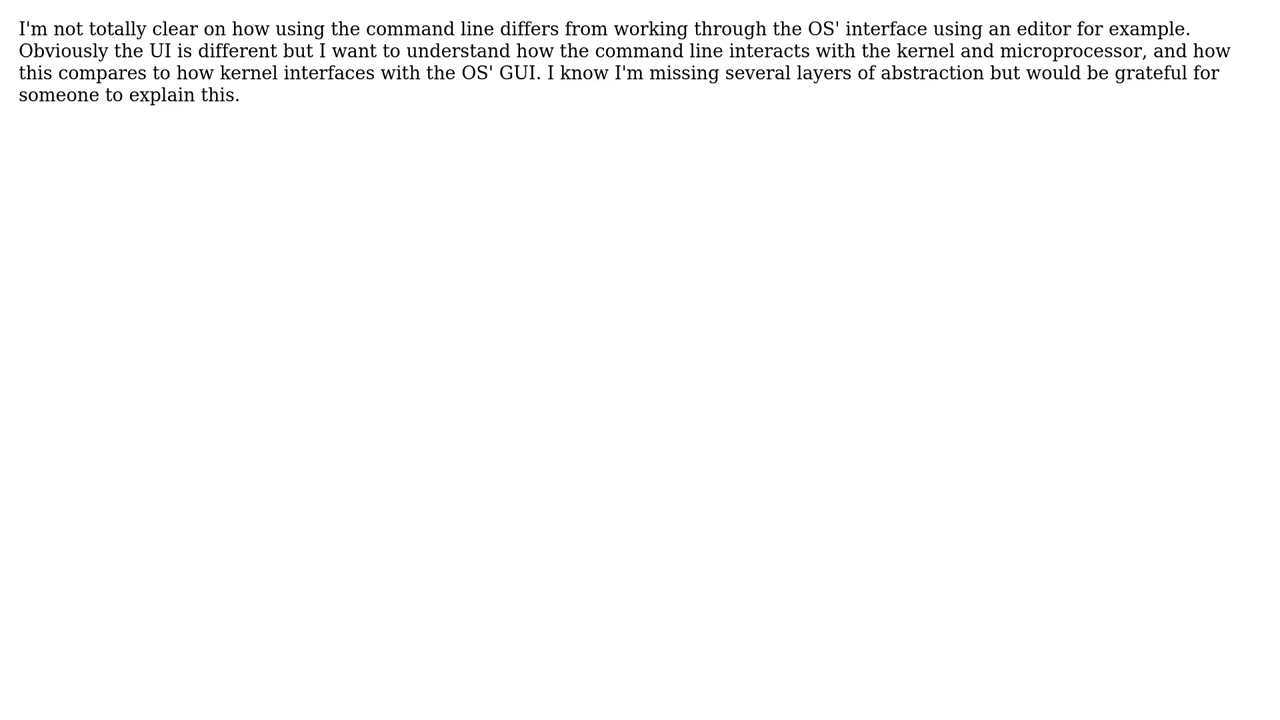 I'm not totally clear on how using the command line differs from working through the OS' interface using an editor for example.
Obviously the UI is different but I want to understand how the command line interacts with the kernel and microprocessor, and how
this compares to how kernel interfaces with the OS' GUI. I know I'm missing several layers of abstraction but would be grateful for
someone to explain this.